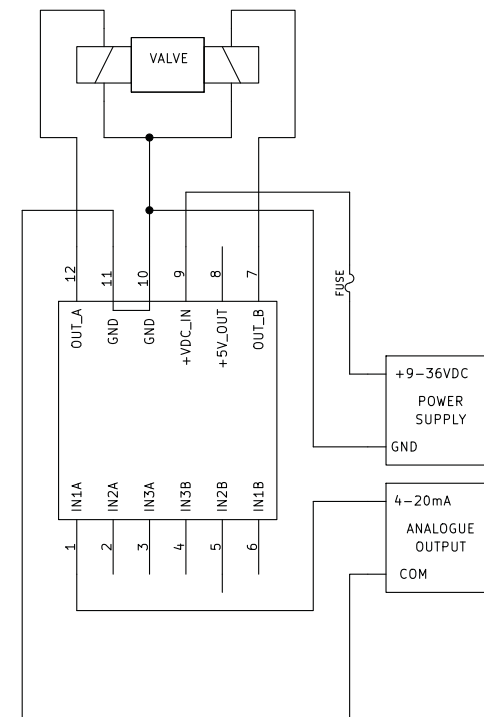 VALVE
12
11
10
9
8
7
FUSE
OUT_A
GND
GND
+VDC_IN
+5V_OUT
OUT_B
+9-36VDC
POWER
SUPPLY
GND
IN1A
IN2A
IN3A
IN3B
IN2B
IN1B
4-20mA
ANALOGUE
OUTPUT
COM
1
2
3
4
5
6